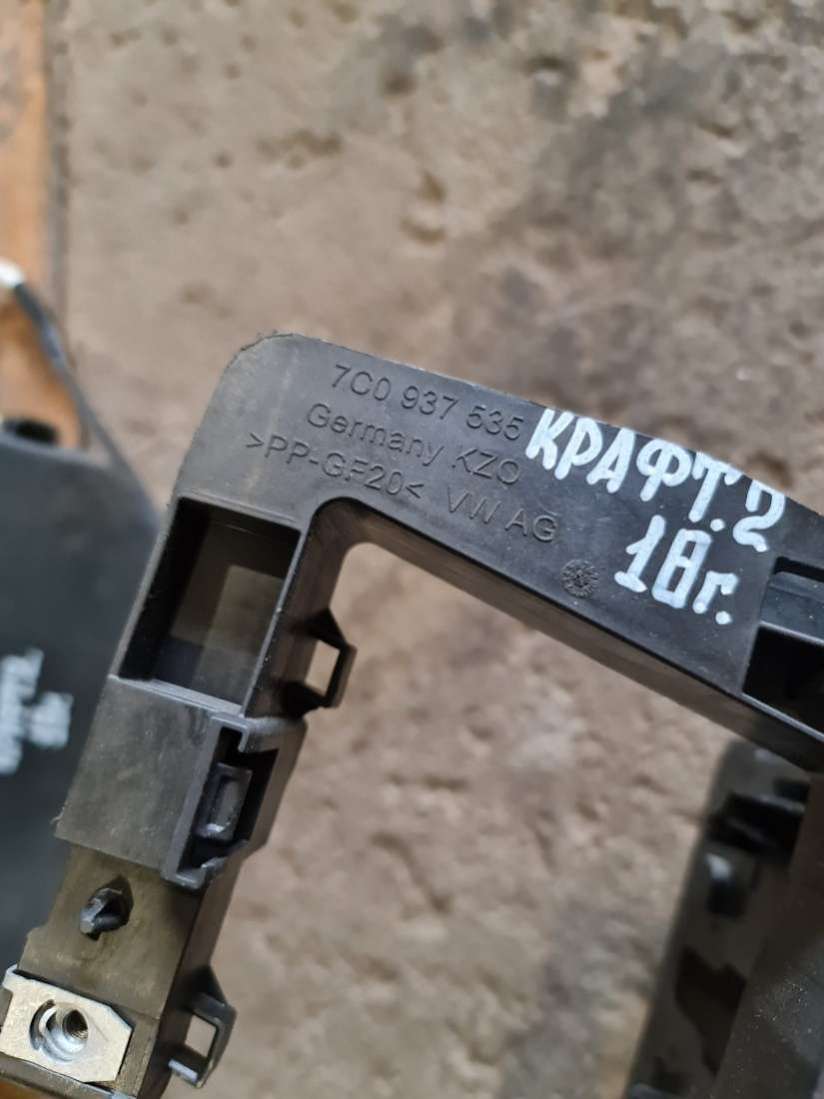 7C0 937 535
Germany KZO
>PP-GF20< VW AG
КРАФТ.2
18г.